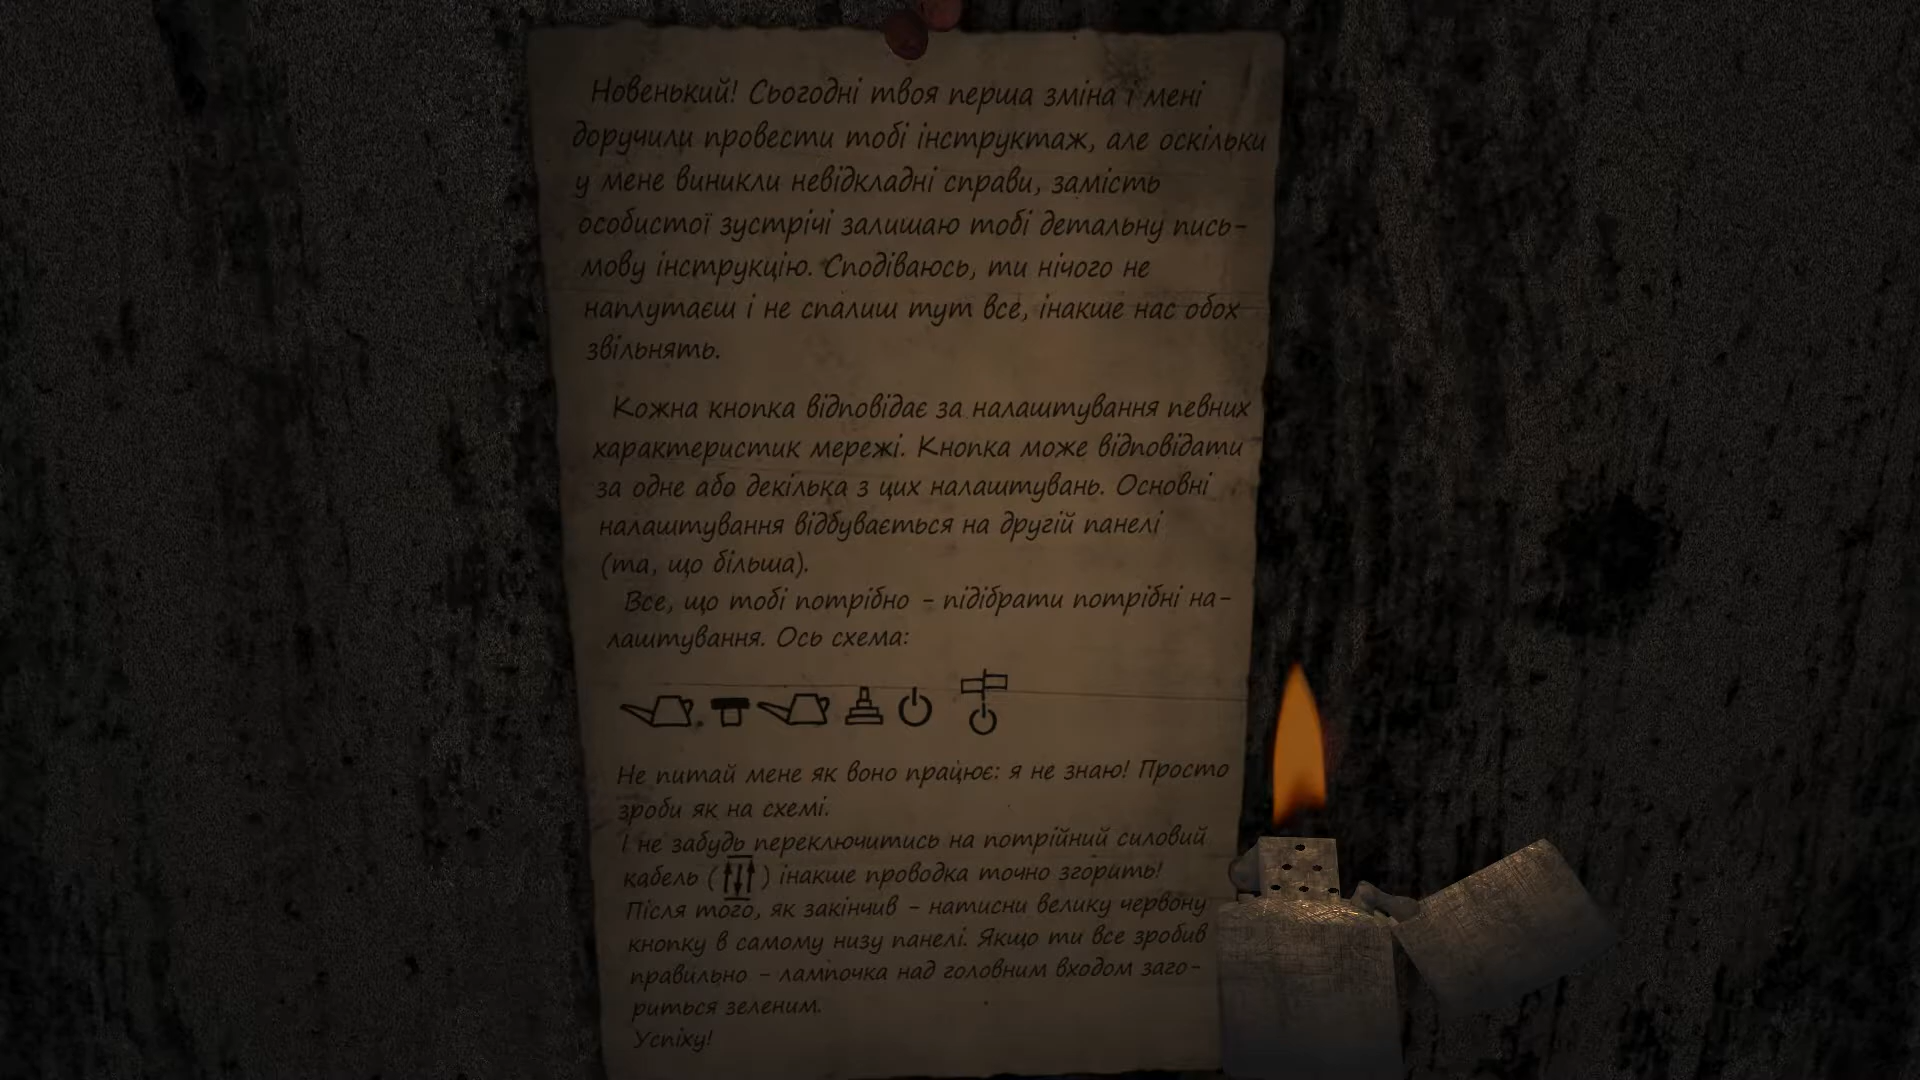 Новенький! Сьогодні твоя перша зміна і мені
доручили провести тобі інструктаж, але оскільки
у мене виникли невідкладні справи, замість
особистої зустрічі залишаю тобі детальну пись-
мову інструкцію. Сподіваюсь, ти нічого не
наплутаєш і не спалиш тут все, інакше нас обох
звільнять.
Кожна кнопка відповідає за налаштування певних
характеристик мережі. Кнопка може відповідати
за одне або декілька з цих налаштувань. Основні
налаштування відбувається на другій панелі
(та, що більша).
Все, що тобі потрібно - підібрати потрібні на-
лаштування. Ось схема:
Не питай мене як воно працює: я не знаю! Просто
зроби як на схемі.
І не забудь переключитись на потрійний силовий
кабель ( ) інакше проводка точно згорить!
Після того, як закінчив - натисни велику червону
кнопку в самому низу панелі. Якщо ти все зробив
правильно - лампочка над головним входом заго-
риться зеленим.
Успіху!